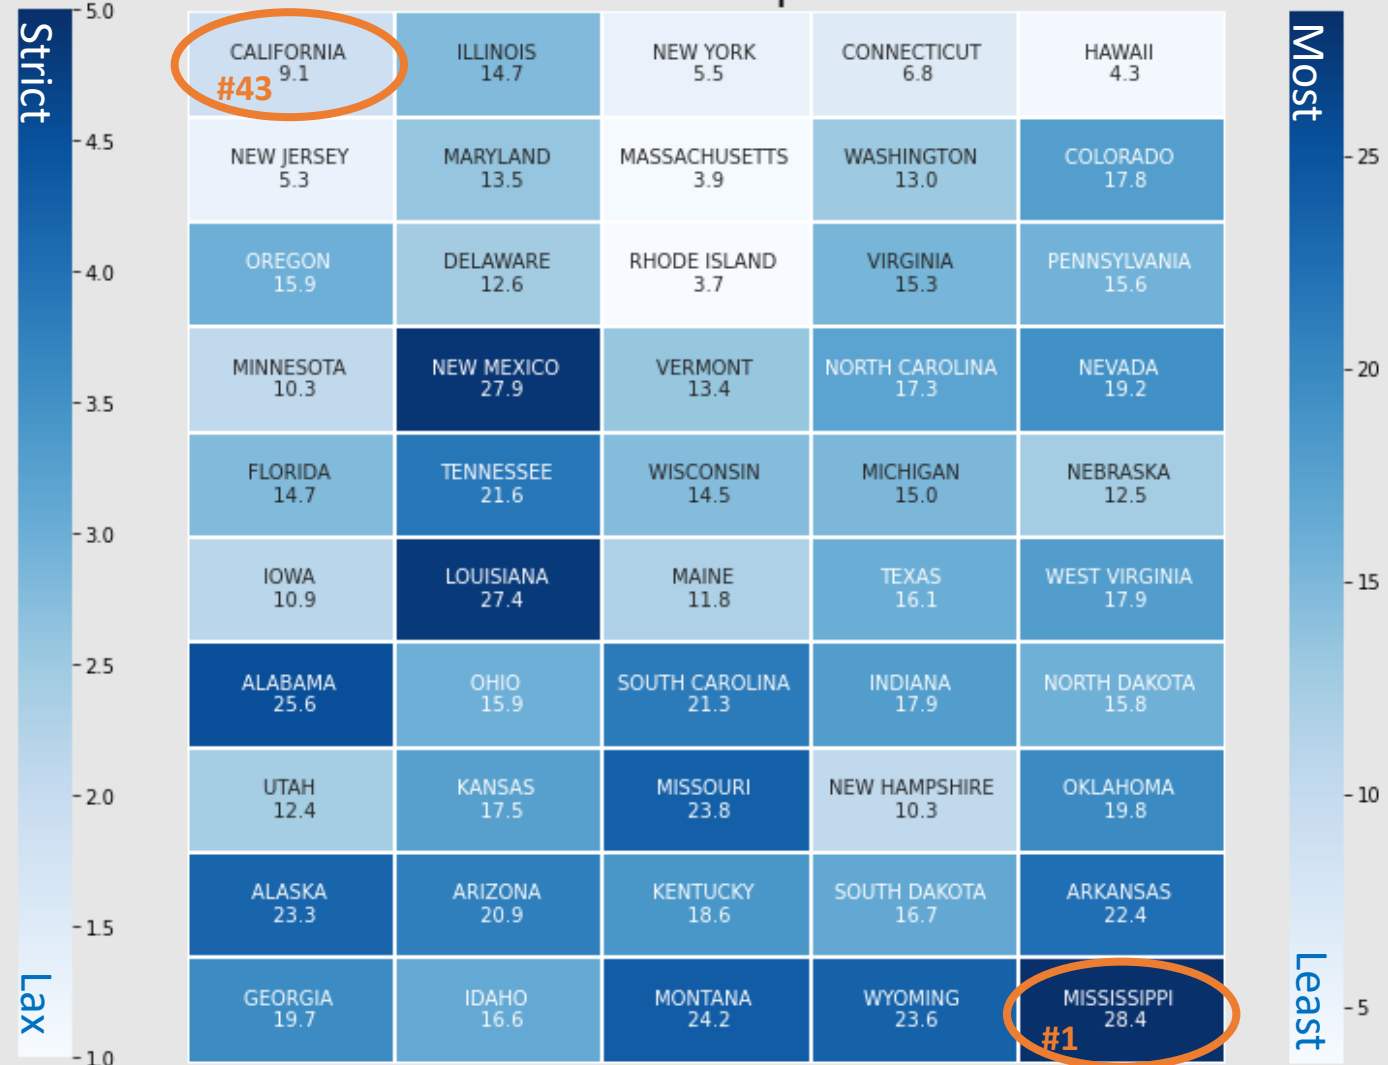 5.0
4.5
4.0
3.5
3.0
2.5
2.0
1.5
1.0
Strict
Lax
CALIFORNIA
9.1
#43
ILLINOIS
14.7
NEW YORK
5.5
CONNECTICUT
6.8
HAWAII
4.3
NEW JERSEY
5.3
MARYLAND
13.5
MASSACHUSETTS
3.9
WASHINGTON
13.0
COLORADO
17.8
OREGON
15.9
DELAWARE
12.6
RHODE ISLAND
3.7
VIRGINIA
15.3
PENNSYLVANIA
15.6
MINNESOTA
10.3
NEW MEXICO
27.9
VERMONT
13.4
NORTH CAROLINA
17.3
NEVADA
19.2
FLORIDA
14.7
TENNESSEE
21.6
WISCONSIN
14.5
MICHIGAN
15.0
NEBRASKA
12.5
IOWA
10.9
LOUISIANA
27.4
MAINE
11.8
TEXAS
16.1
WEST VIRGINIA
17.9
ALABAMA
25.6
OHIO
15.9
SOUTH CAROLINA
21.3
INDIANA
17.9
NORTH DAKOTA
15.8
UTAH
12.4
KANSAS
17.5
MISSOURI
23.8
NEW HAMPSHIRE
10.3
OKLAHOMA
19.8
ALASKA
23.3
ARIZONA
20.9
KENTUCKY
18.6
SOUTH DAKOTA
16.7
ARKANSAS
22.4
GEORGIA
19.7
IDAHO
16.6
MONTANA
24.2
WYOMING
23.6
MISSISSIPPI
28.4
#1
Most
Least
25
20
15
10
5